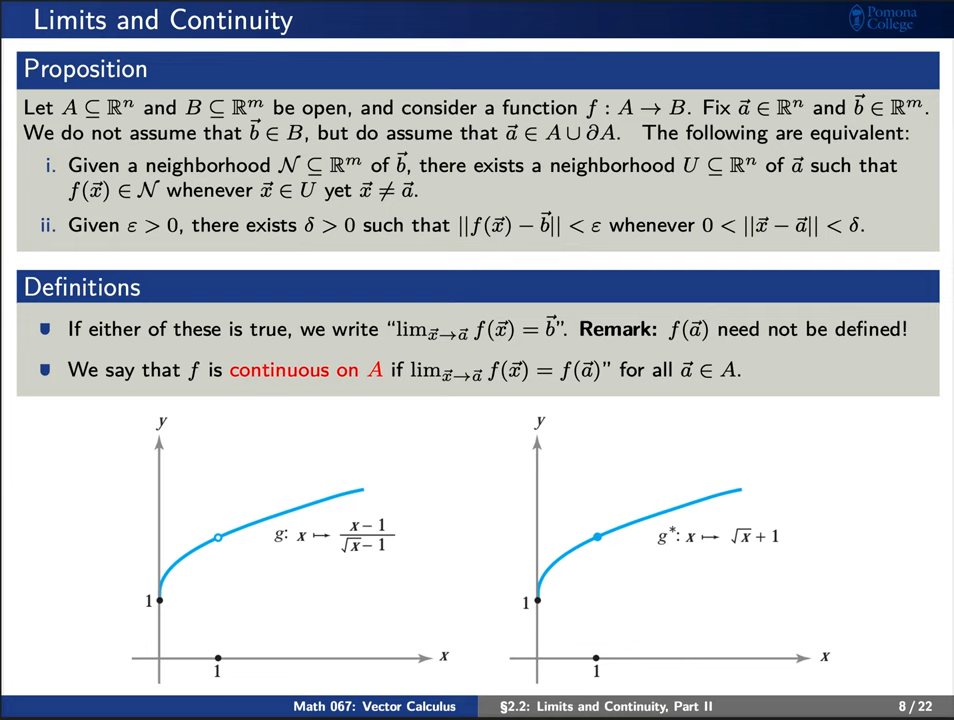 Limits and Continuity
Pomona
College
Proposition
Let A ⊆ ℝⁿ and B ⊆ ℝᵐ be open, and consider a function f : A → B. Fix a⃗ ∈ ℝⁿ and b⃗ ∈ ℝᵐ.
We do not assume that b⃗ ∈ B, but do assume that a⃗ ∈ A ∪ ∂A. The following are equivalent:
i. Given a neighborhood 𝒩 ⊆ ℝᵐ of b⃗, there exists a neighborhood U ⊆ ℝⁿ of a⃗ such that
f(x⃗) ∈ 𝒩 whenever x⃗ ∈ U yet x⃗ ≠ a⃗.
ii. Given ε > 0, there exists δ > 0 such that ||f(x⃗) − b⃗|| < ε whenever 0 < ||x⃗ − a⃗|| < δ.
Definitions
If either of these is true, we write “lim_{x⃗→a⃗} f(x⃗) = b⃗”. Remark: f(a⃗) need not be defined!
We say that f is continuous on A if lim_{x⃗→a⃗} f(x⃗) = f(a⃗)” for all a⃗ ∈ A.
y
g: x ↦ (x − 1)/(√x − 1)
1
x
1
y
g*: x ↦ √x + 1
1
x
1
Math 067: Vector Calculus
§2.2: Limits and Continuity, Part II
8 / 22